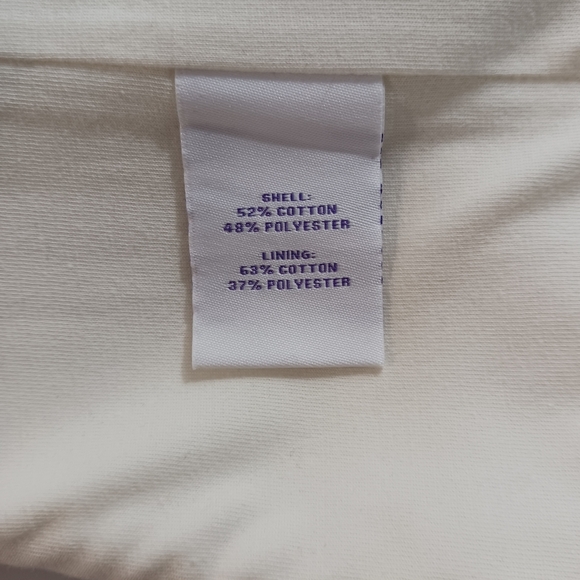 SHELL:
52% COTTON
48% POLYESTER
LINING:
63% COTTON
37% POLYESTER